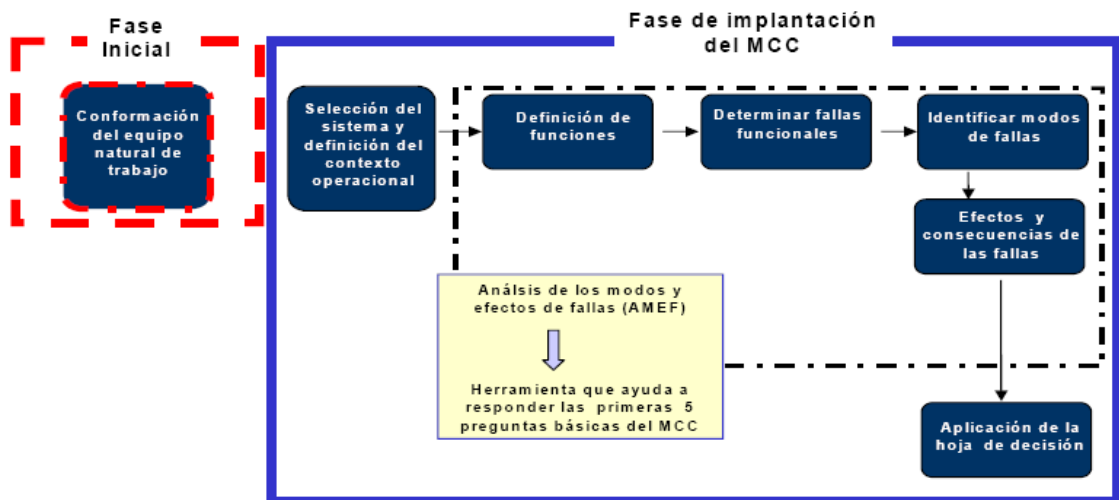 Fase
Inicial
Fase de implantación
del MCC
Conformación
del equipo
natural de
trabajo
Selección del
sistema y
definición del
contexto
operacional
Definición de
funciones
Determinar fallas
funcionales
Identificar modos
de fallas
Efectos y
consecuencias de
las fallas
Análsis de los modos y
efectos de fallas (AMEF)
Herramienta que ayuda a
responder las primeras 5
preguntas básicas del MCC
Aplicación de la
hoja de decisión